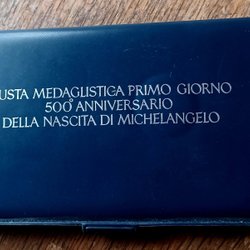 USTA MEDAGLISTICA PRIMO GIORNO
500° ANNIVERSARIO
DELLA NASCITA DI MICHELANGELO